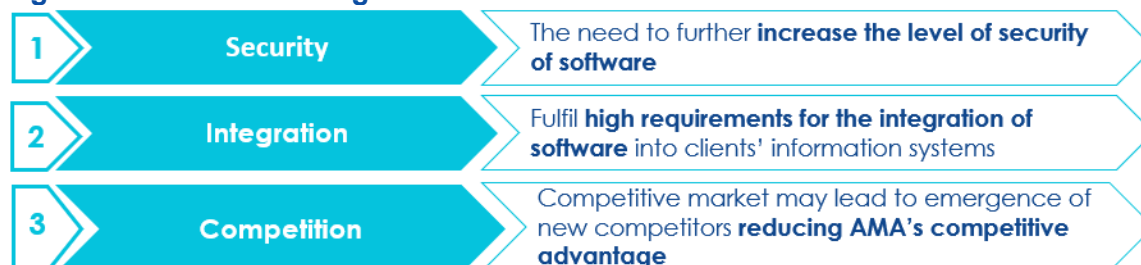 1
Security
The need to further increase the level of security
of software
2
Integration
Fulfil high requirements for the integration of
software into clients' information systems
3
Competition
Competitive market may lead to emergence of
new competitors reducing AMA's competitive
advantage